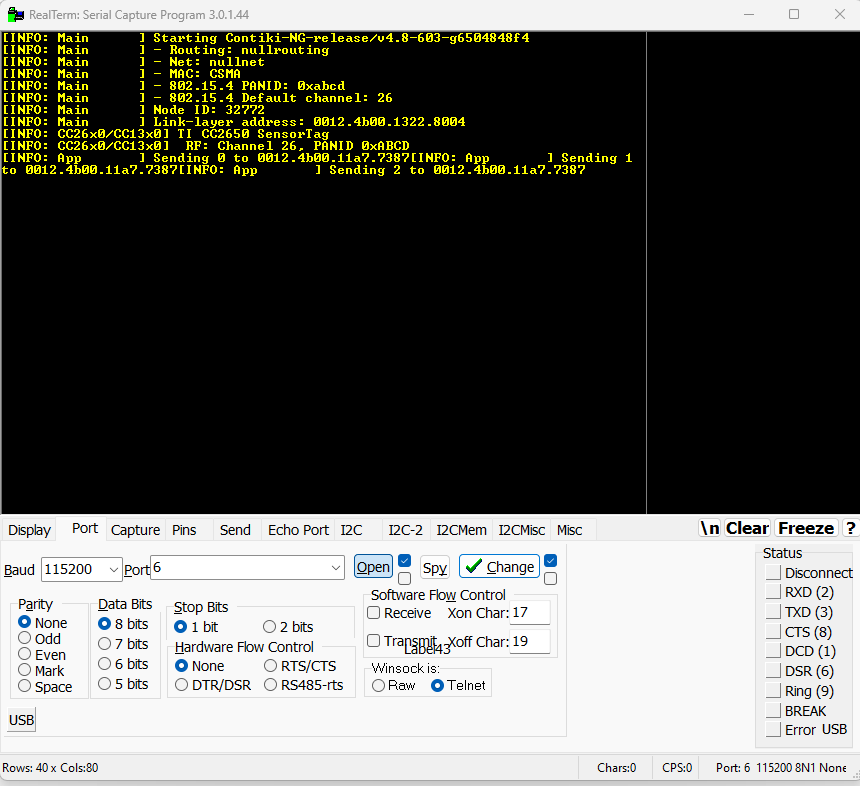 RealTerm: Serial Capture Program 3.0.1.44
[INFO: Main      ] Starting Contiki-NG-release/v4.8-603-g6504848f4
[INFO: Main      ] - Routing: nullrouting
[INFO: Main      ] - Net: nullnet
[INFO: Main      ] - MAC: CSMA
[INFO: Main      ] - 802.15.4 PANID: 0xabcd
[INFO: Main      ] - 802.15.4 Default channel: 26
[INFO: Main      ] Node ID: 32772
[INFO: Main      ] Link-layer address: 0012.4b00.1322.8004
[INFO: CC26x0/CC13x0] TI CC2650 SensorTag
[INFO: CC26x0/CC13x0]  RF: Channel 26, PANID 0xABCD
[INFO: App       ] Sending 0 to 0012.4b00.11a7.7387[INFO: App       ] Sending 1
to 0012.4b00.11a7.7387[INFO: App       ] Sending 2 to 0012.4b00.11a7.7387
Display Port Capture Pins Send Echo Port I2C I2C-2 I2CMem I2CMisc Misc \n Clear Freeze ?
Baud 115200 Port 6 Open Spy Change
Parity
None
Odd
Even
Mark
Space
Data Bits
8 bits
7 bits
6 bits
5 bits
Stop Bits
1 bit 2 bits
Hardware Flow Control
None RTS/CTS
DTR/DSR RS485-rts
Software Flow Control
Receive Xon Char: 17
Transmit Xoff Char: 19
Label43
Winsock is:
Raw Telnet
USB
Status
Disconnect
RXD (2)
TXD (3)
CTS (8)
DCD (1)
DSR (6)
Ring (9)
BREAK
Error USB
Rows: 40 x Cols:80 Chars:0 CPS:0 Port: 6 115200 8N1 None